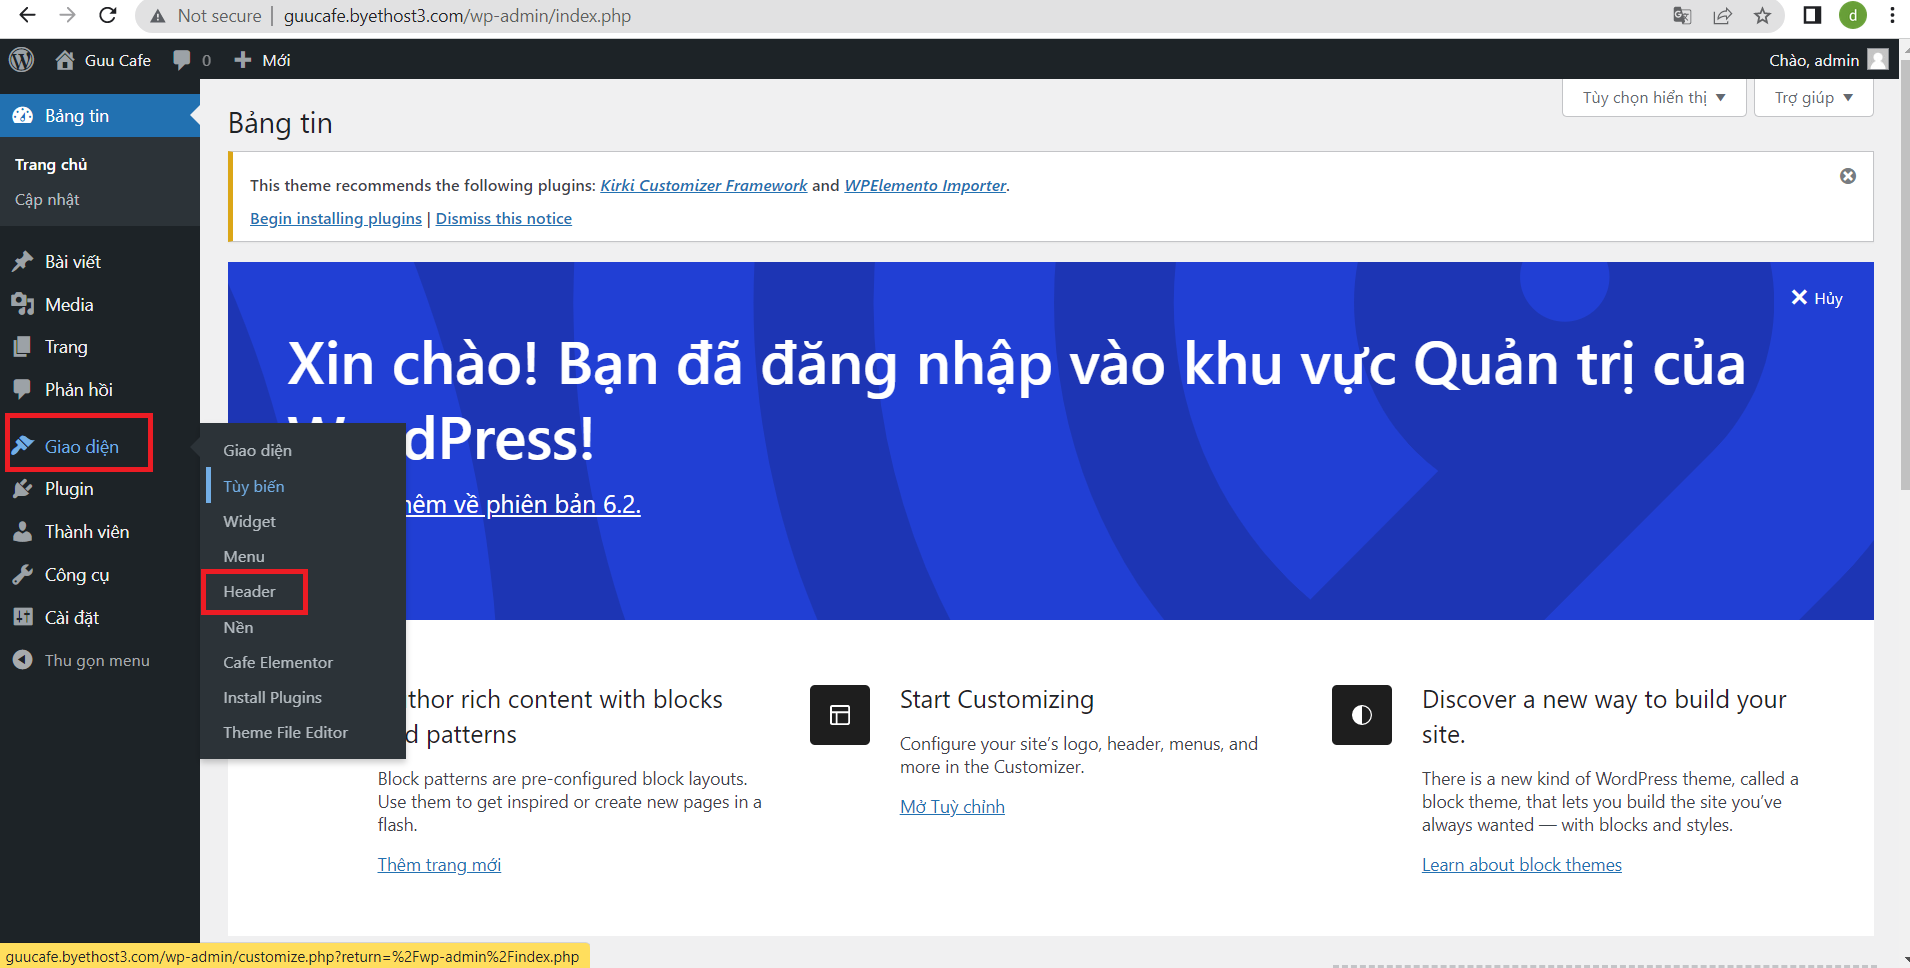 Not secure
guucafe.byethost3.com/wp-admin/index.php
d
Guu Cafe
0
Mới
Chào, admin
Bảng tin
Trang chủ
Cập nhật
Bài viết
Media
Trang
Phản hồi
Giao diện
Plugin
Thành viên
Công cụ
Cài đặt
Thu gọn menu
Giao diện
Tùy biến
Widget
Menu
Header
Nền
Cafe Elementor
Install Plugins
Theme File Editor
Tùy chọn hiển thị
Trợ giúp
Bảng tin
This theme recommends the following plugins: Kirki Customizer Framework and WPElemento Importer.
Begin installing plugins | Dismiss this notice
Hủy
Xin chào! Bạn đã đăng nhập vào khu vực Quản trị của
dPress!
hêm về phiên bản 6.2.
thor rich content with blocks
d patterns
Block patterns are pre-configured block layouts.
Use them to get inspired or create new pages in a
flash.
Thêm trang mới
Start Customizing
Configure your site's logo, header, menus, and
more in the Customizer.
Mở Tuỳ chỉnh
Discover a new way to build your
site.
There is a new kind of WordPress theme, called a
block theme, that lets you build the site you've
always wanted — with blocks and styles.
Learn about block themes
guucafe.byethost3.com/wp-admin/customize.php?return=%2Fwp-admin%2Findex.php